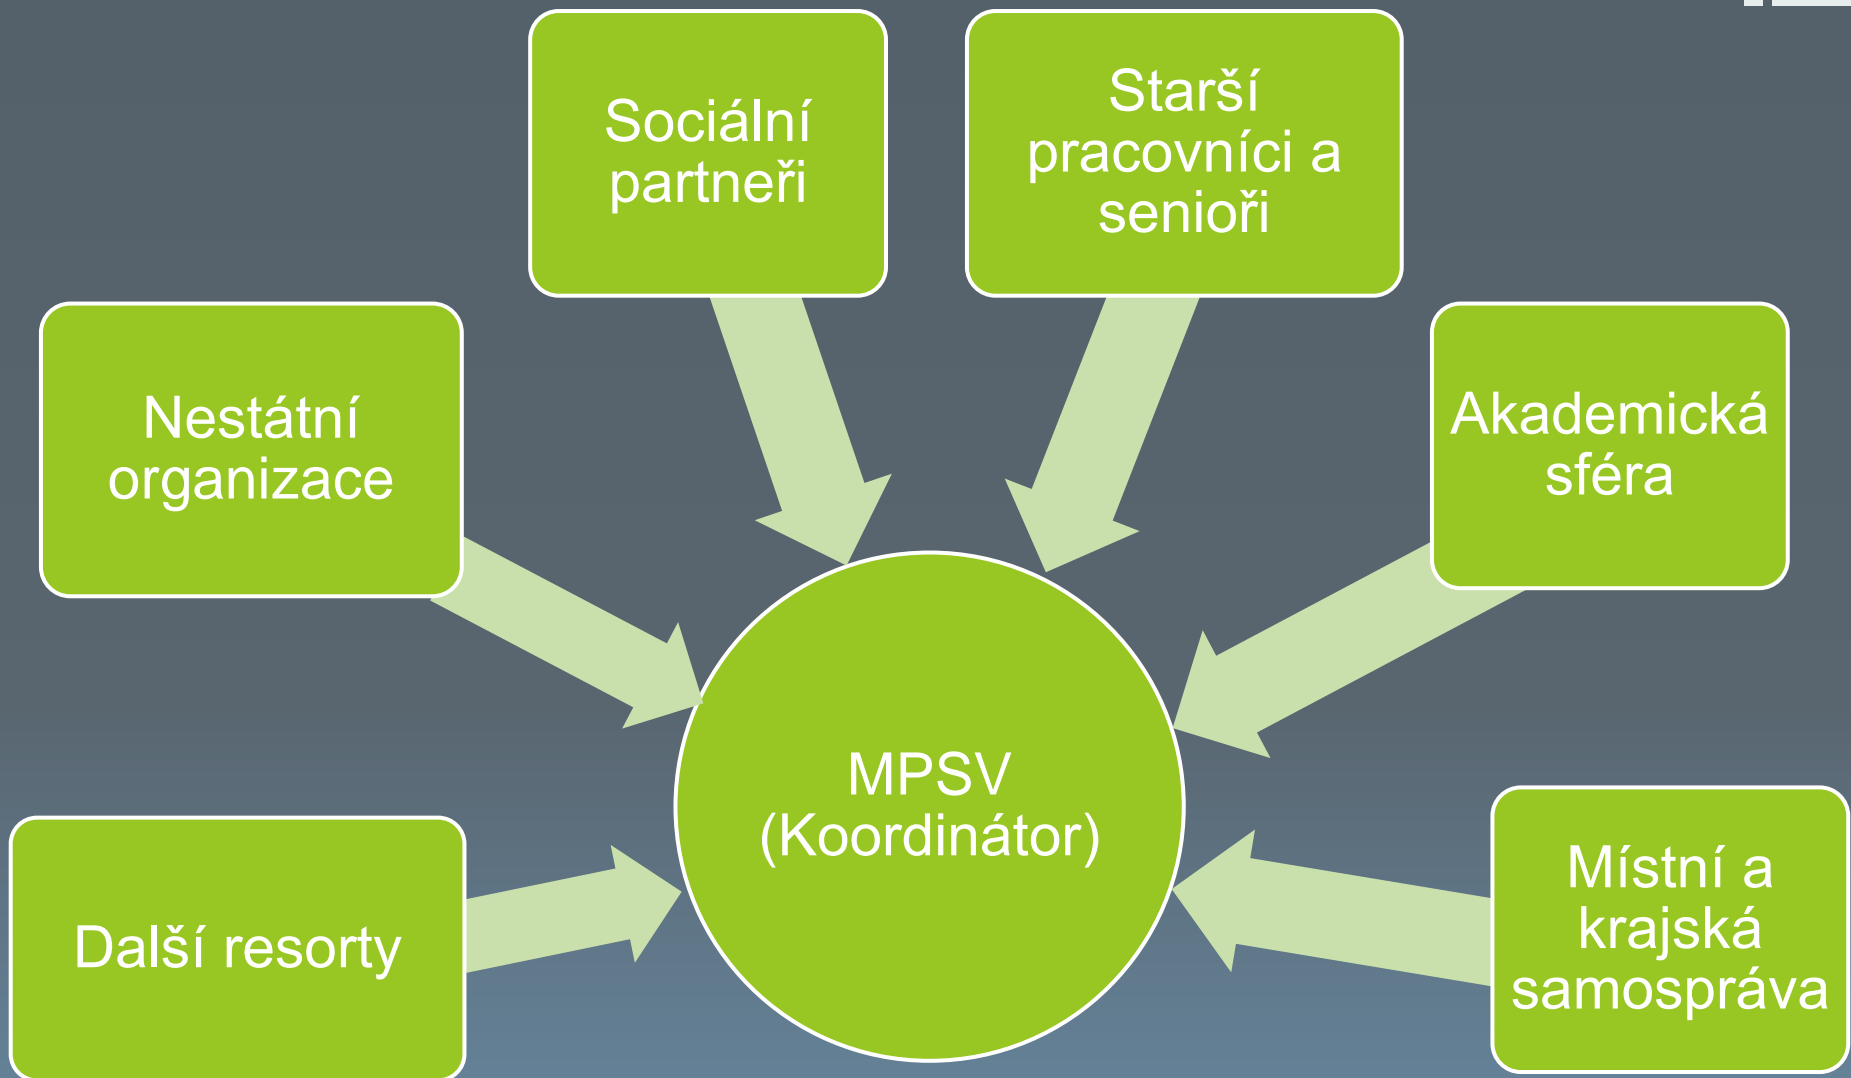 Sociální
partneři
Starší
pracovníci a
senioři
Nestátní
organizace
Akademická
sféra
MPSV
(Koordinátor)
Další resorty
Místní a
krajská
samospráva